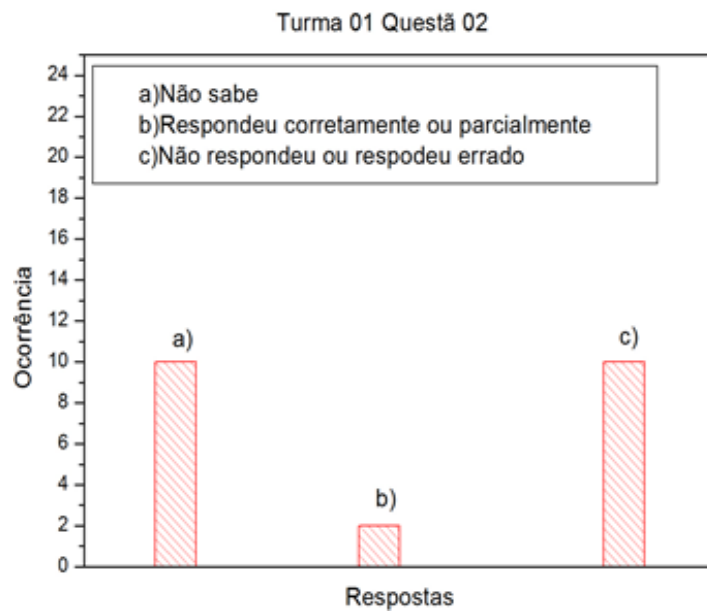 Turma 01 Questã 02
a)Não sabe
b)Respondeu corretamente ou parcialmente
c)Não respondeu ou respodeu errado
24
22
20
18
16
14
12
10
8
6
4
2
0
Ocorrência
a)
b)
c)
Respostas